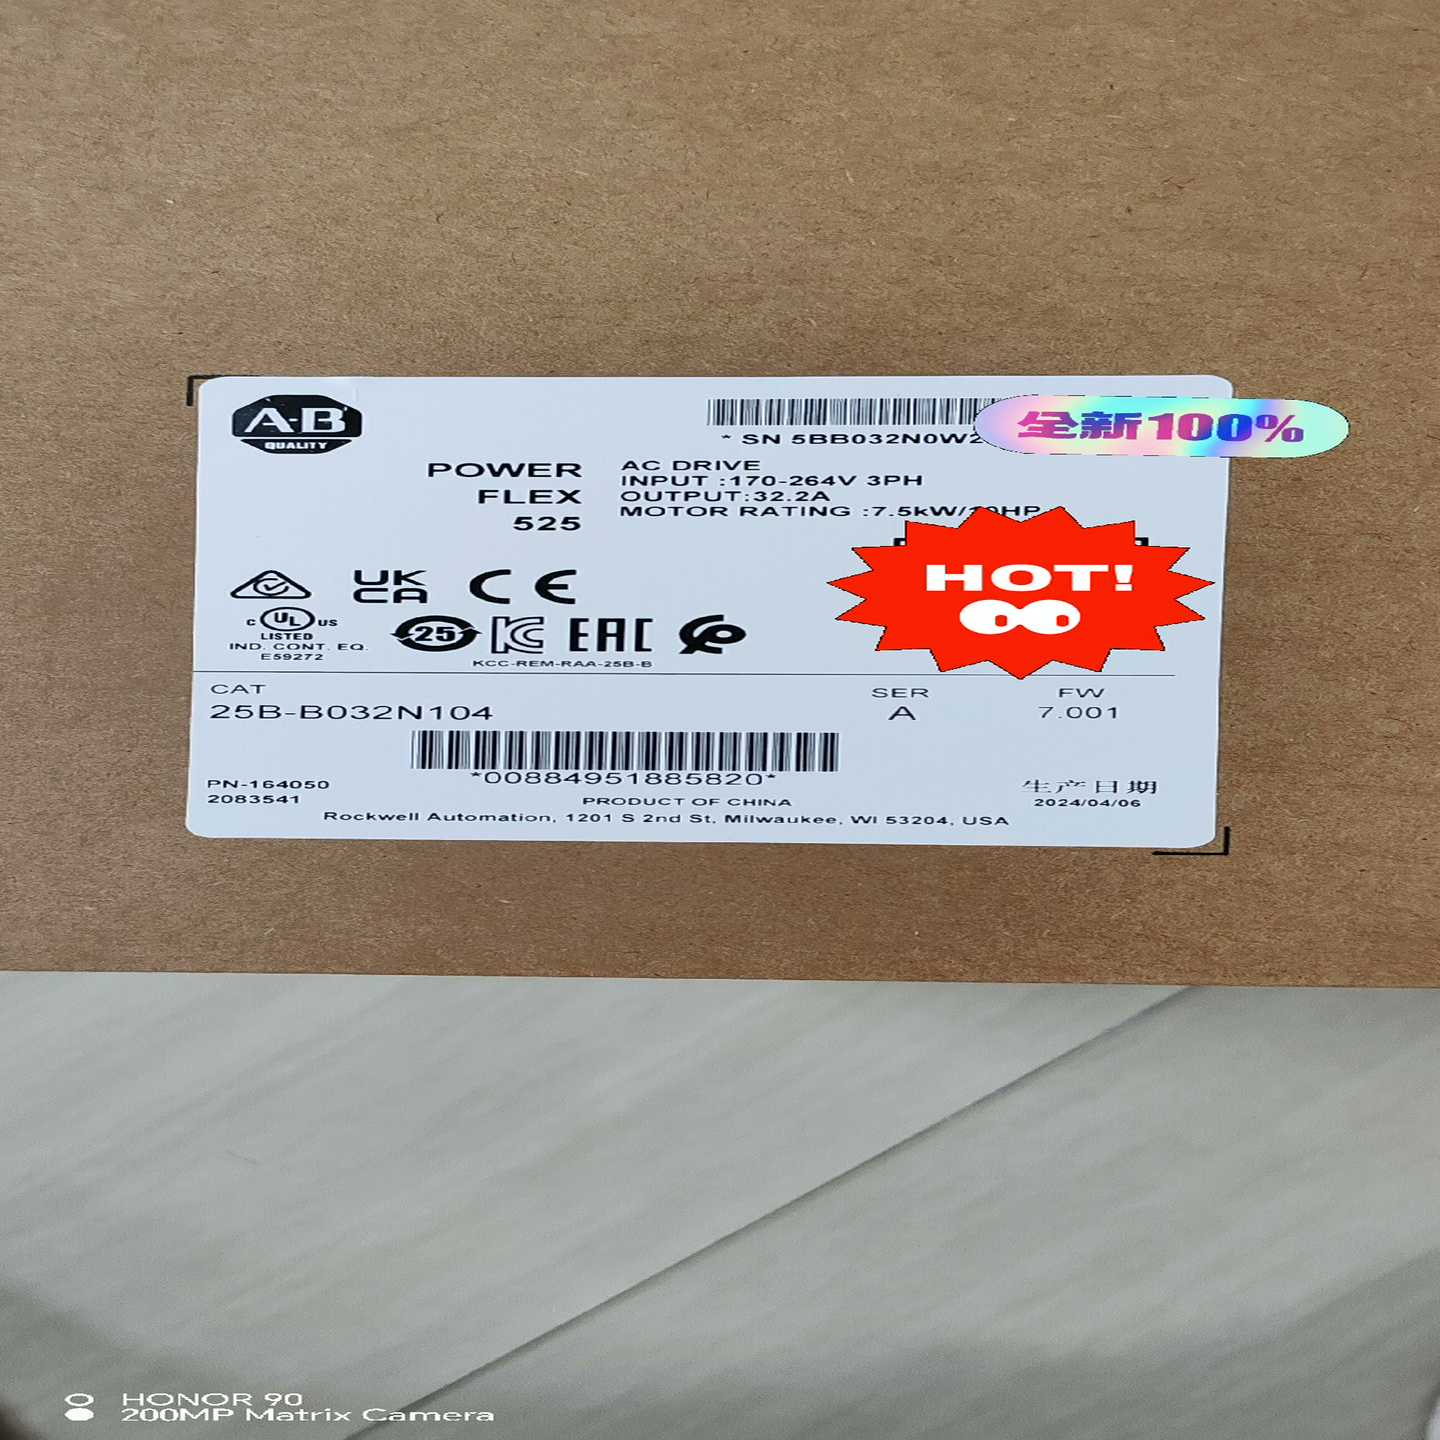 A-B
QUALITY
* SN 5BB032N0W2
全新100%
POWER
FLEX
525
AC DRIVE
INPUT :170-264V 3PH
OUTPUT:32.2A
MOTOR RATING :7.5kW/10HP
HOT!
UK
CA
CE
C UL US
LISTED
IND. CONT. EQ.
E59272
25
KC
EAC
KCC-REM-RAA-25B-B
CAT
25B-B032N104
SER
A
FW
7.001
*00884951885820*
PN-164050
2083541
PRODUCT OF CHINA
生产日期
2024/04/06
Rockwell Automation, 1201 S 2nd St, Milwaukee, WI 53204, USA
HONOR 90
200MP Matrix Camera